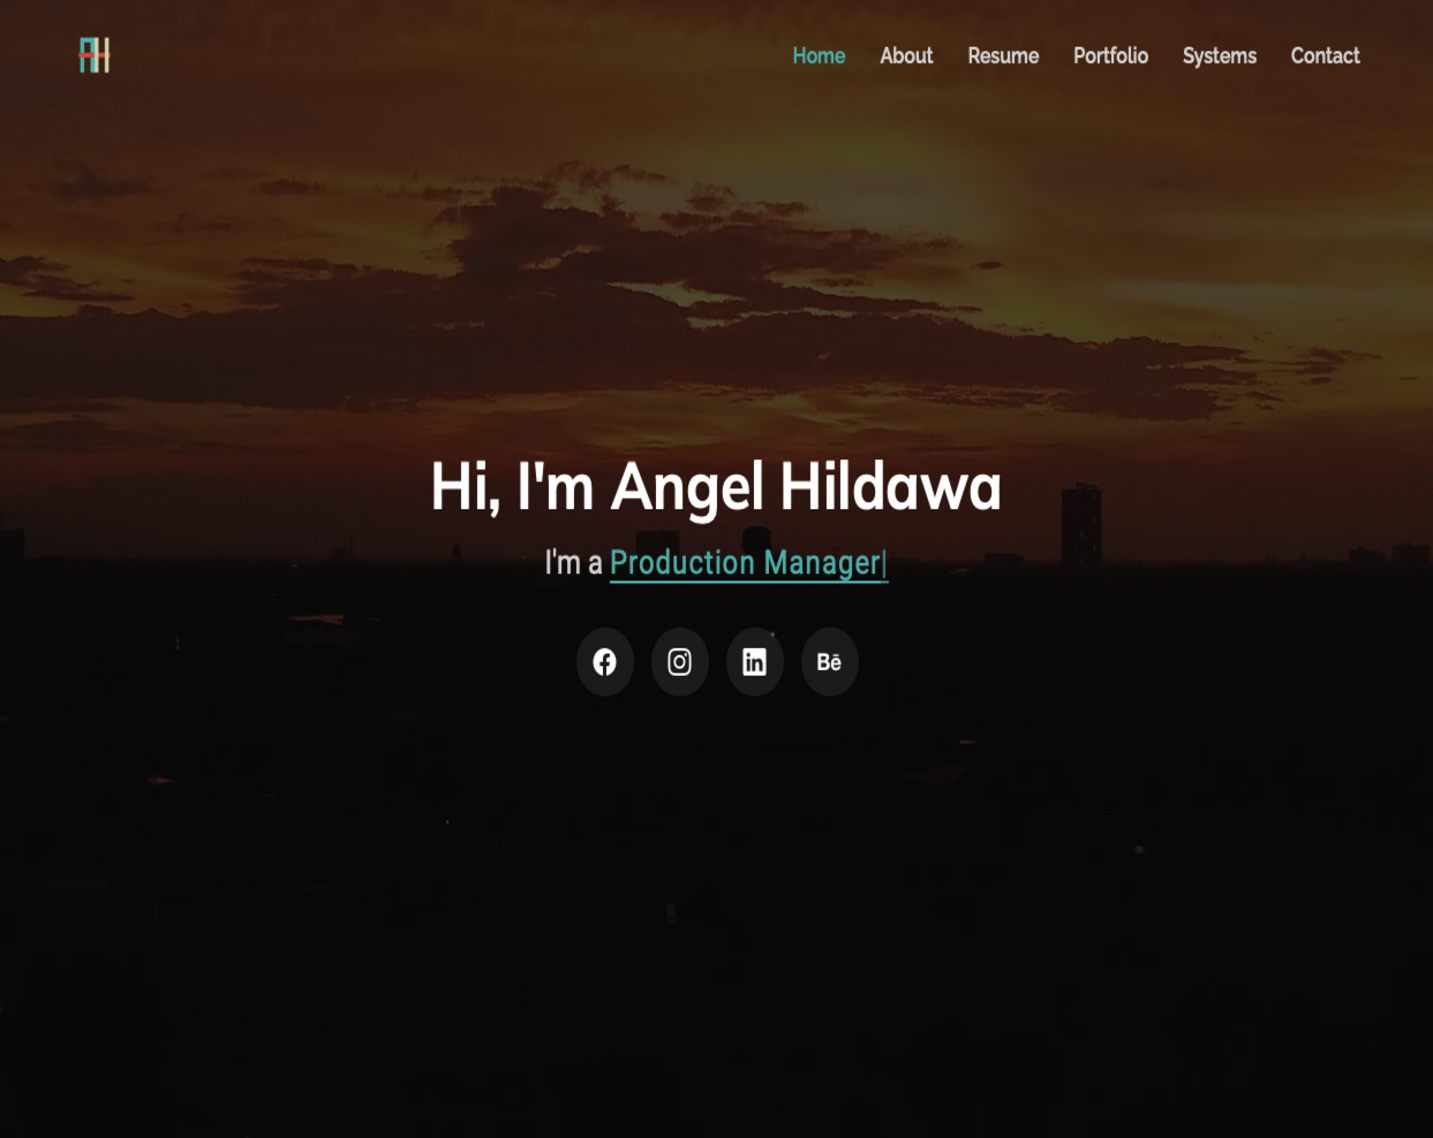 AH
Home About Resume Portfolio Systems Contact
Hi, I'm Angel Hildawa
I'm a Production Manager|
Bē